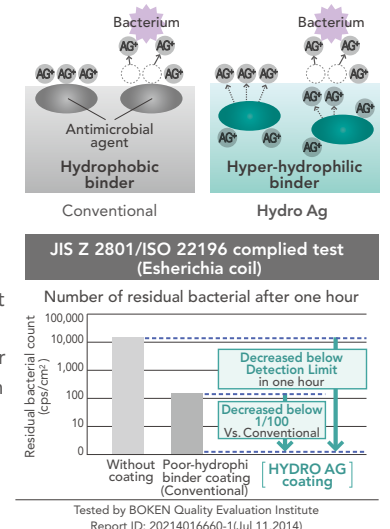 Bacterium
Bacterium
AG+ AG+
AG+ AG+
AG+ AG+ AG+ AG+
AG+ AG+ AG+ AG+
AG+ AG+
AG+ AG+
AG+
Antimicrobial
agent
Hydrophobic
binder
Hyper-hydrophilic
binder
Conventional
Hydro Ag
JIS Z 2801/ISO 22196 complied test
(Esherichia coil)
t
Number of residual bacterial after one hour
r
n
Residual bacterial count
(cps/cm²)
100,000
10,000
1,000
100
10
0
Decreased below
Detection Limit
in one hour
Decreased below
1/100
Vs. Conventional
Without
coating
Poor-hydrophi
binder coating
(Conventional)
[HYDRO AG
coating]
Tested by BOKEN Quality Evaluation Institute
Report ID: 20214016660-1(Jul 11.2014)